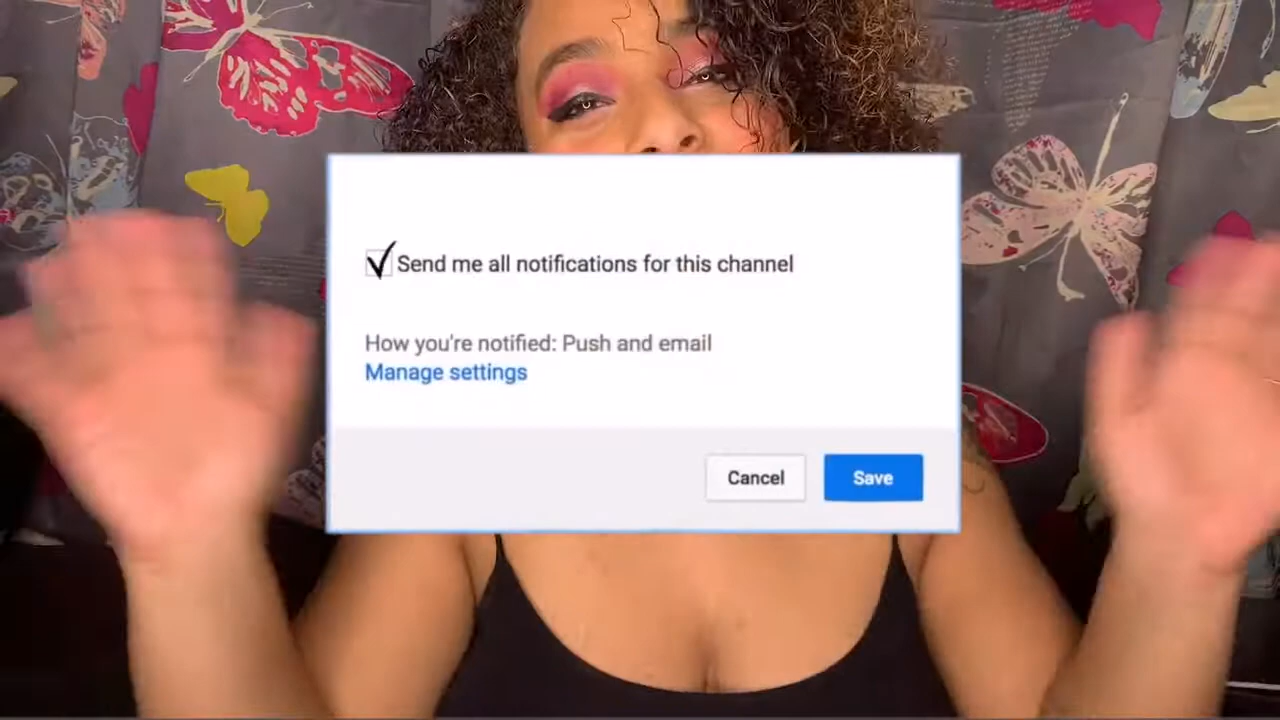 Send me all notifications for this channel
How you're notified: Push and email
Manage settings
Cancel
Save